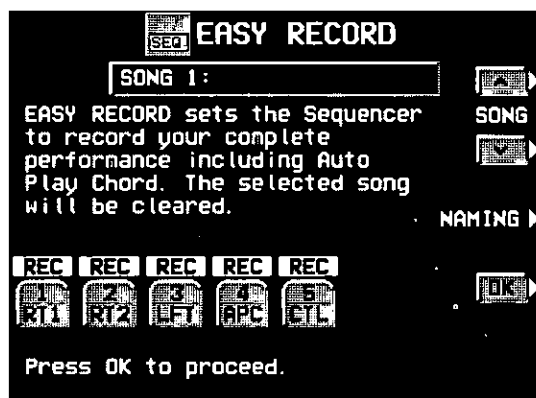 SEQ. EASY RECORD
SONG 1:
EASY RECORD sets the Sequencer
to record your complete
performance including Auto
Play Chord. The selected song
will be cleared.
SONG
NAMING
REC REC REC REC REC
1 2 3 4 5
RT1 RT2 LFT APC CTL
OK
Press OK to proceed.